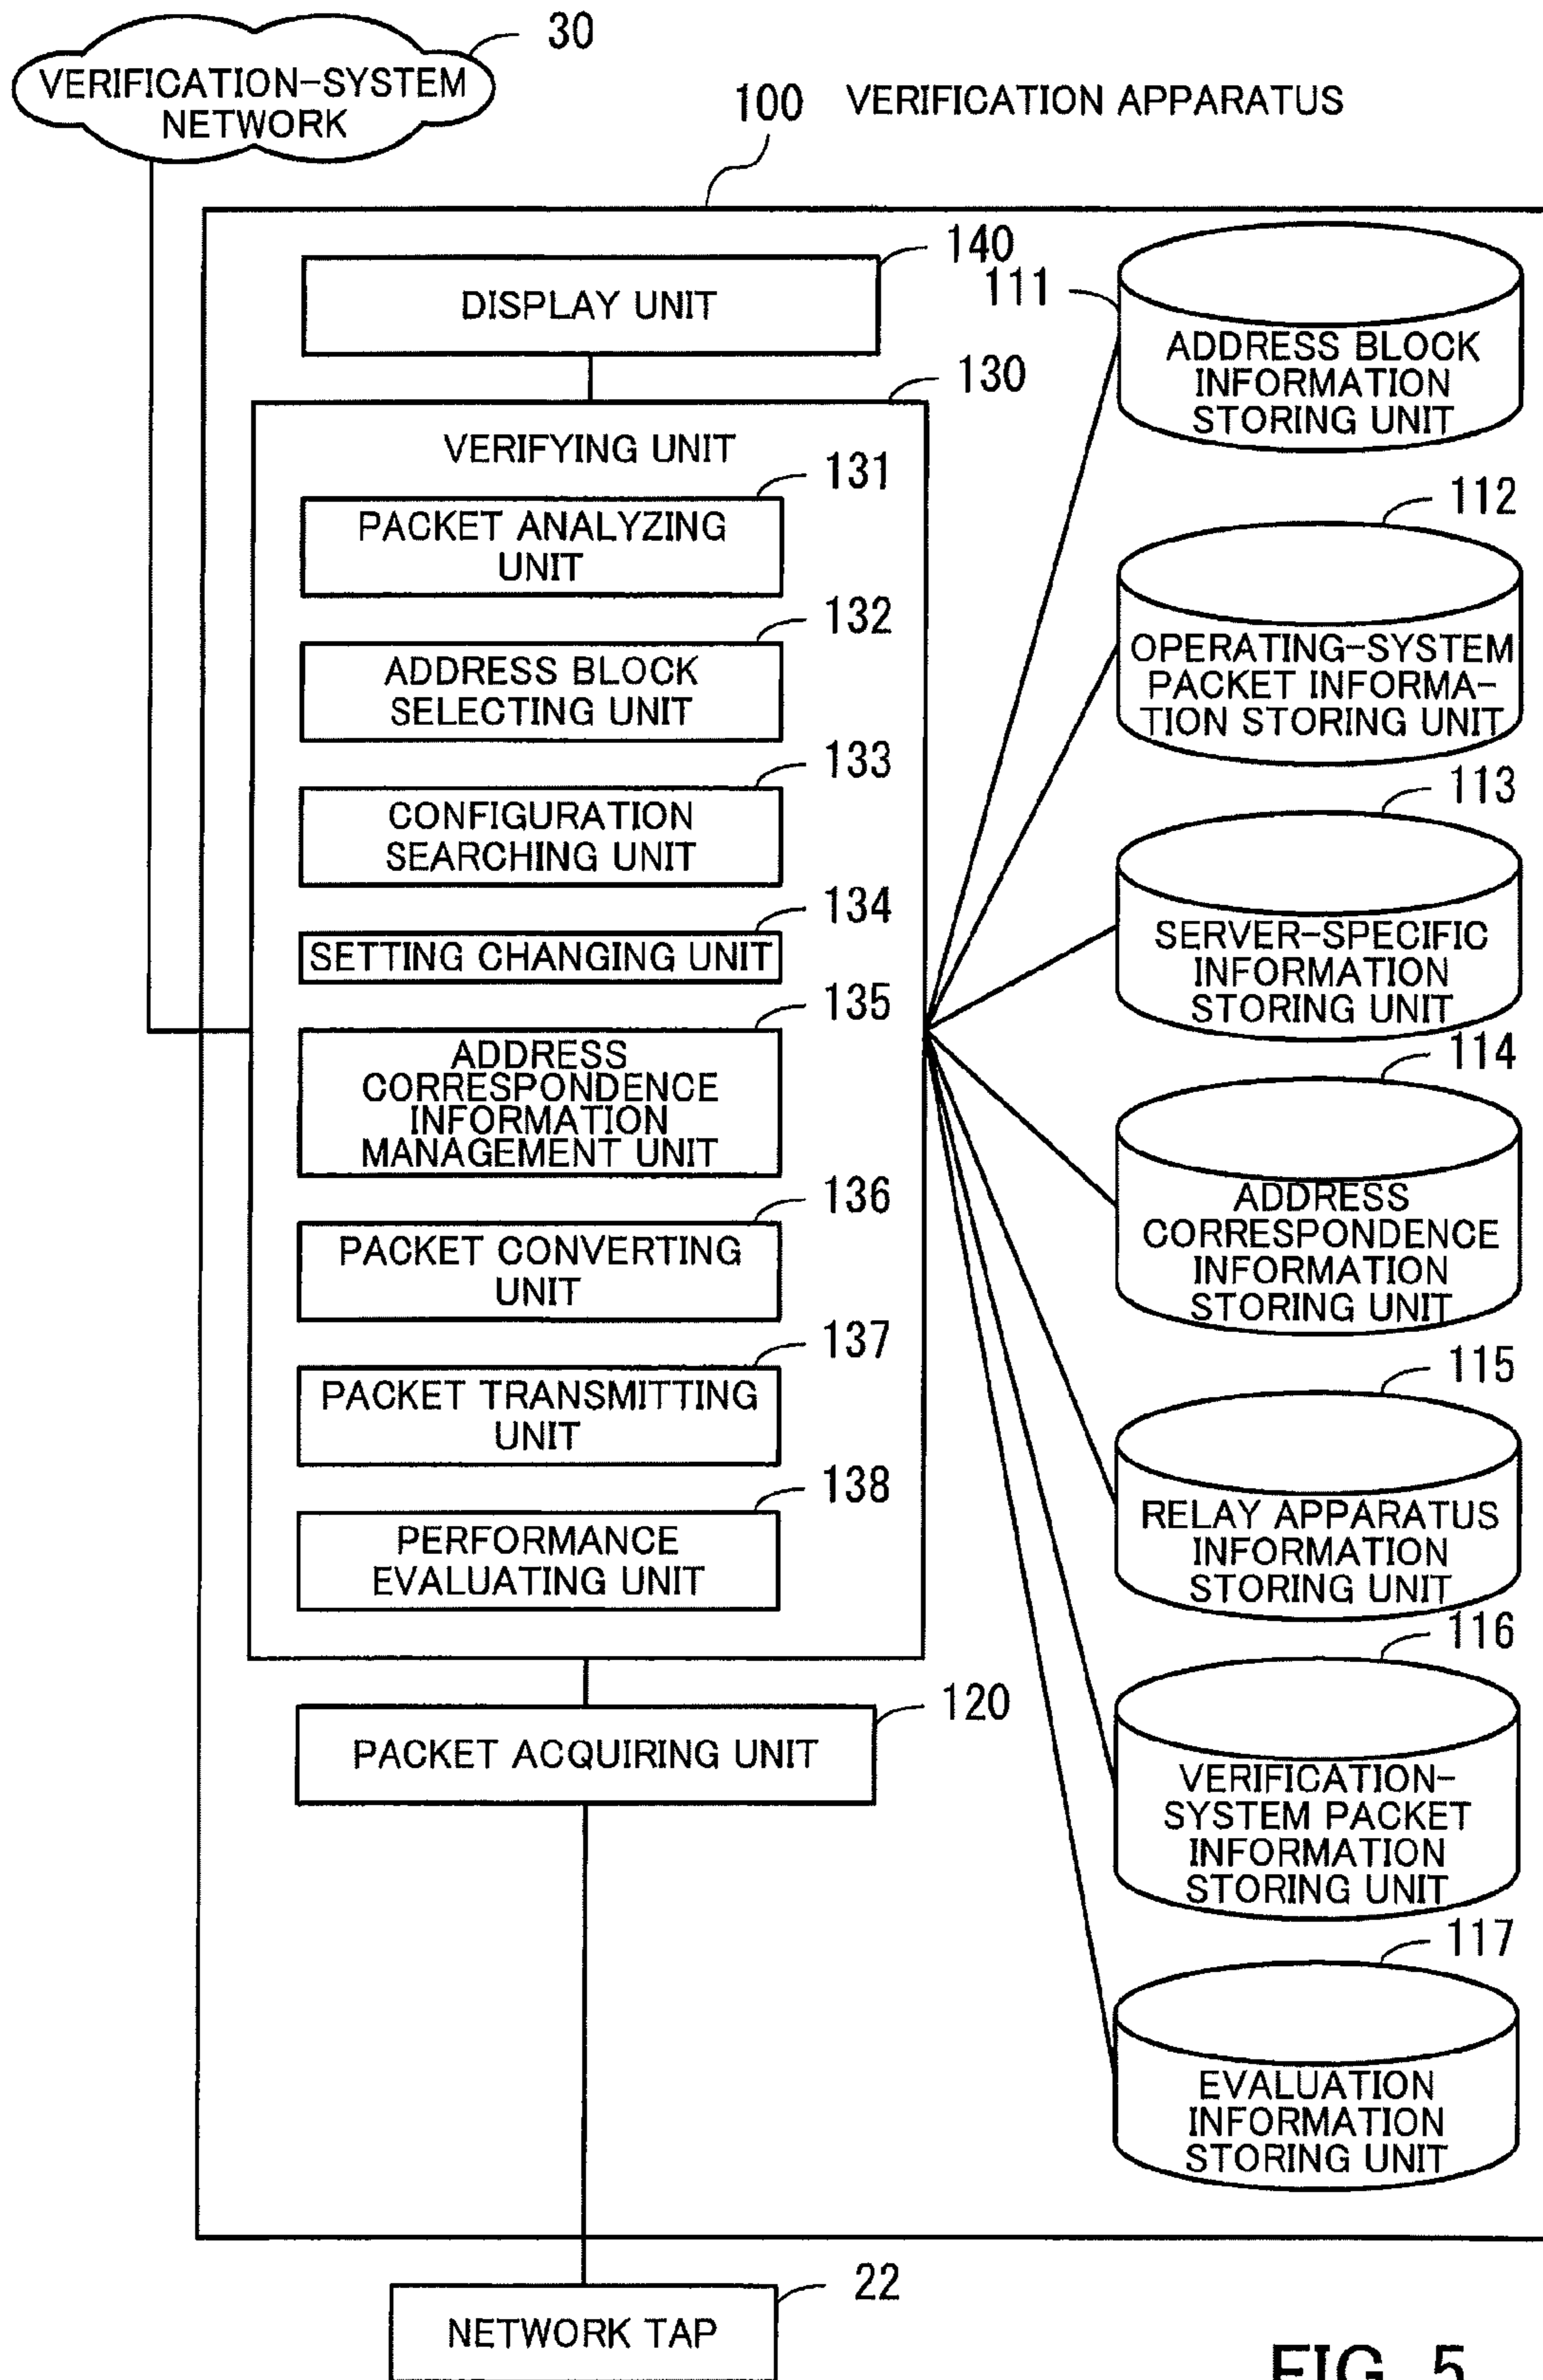 30
VERIFICATION-SYSTEM
NETWORK
100 VERIFICATION APPARATUS
140
DISPLAY UNIT
130
VERIFYING UNIT
131
PACKET ANALYZING
UNIT
132
ADDRESS BLOCK
SELECTING UNIT
133
CONFIGURATION
SEARCHING UNIT
134
SETTING CHANGING UNIT
135
ADDRESS
CORRESPONDENCE
INFORMATION
MANAGEMENT UNIT
136
PACKET CONVERTING
UNIT
137
PACKET TRANSMITTING
UNIT
138
PERFORMANCE
EVALUATING UNIT
120
PACKET ACQUIRING UNIT
111
ADDRESS BLOCK
INFORMATION
STORING UNIT
112
OPERATING-SYSTEM
PACKET INFORMA-
TION STORING UNIT
113
SERVER-SPECIFIC
INFORMATION
STORING UNIT
114
ADDRESS
CORRESPONDENCE
INFORMATION
STORING UNIT
115
RELAY APPARATUS
INFORMATION
STORING UNIT
116
VERIFICATION-
SYSTEM PACKET
INFORMATION
STORING UNIT
117
EVALUATION
INFORMATION
STORING UNIT
22
NETWORK TAP
FIG. 5